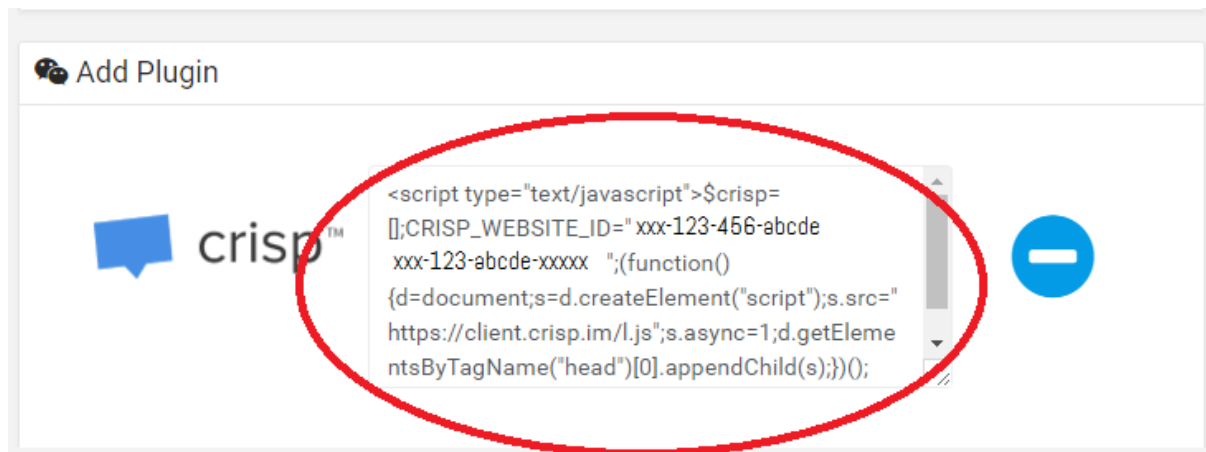 Add Plugin
crisp™
<script type="text/javascript">$crisp=
[];CRISP_WEBSITE_ID=" xxx-123-456-abcde
xxx-123-abcde-xxxxx ";(function()
{d=document;s=d.createElement("script");s.src="
https://client.crisp.im/l.js";s.async=1;d.getEleme
ntsByTagName("head")[0].appendChild(s);})();